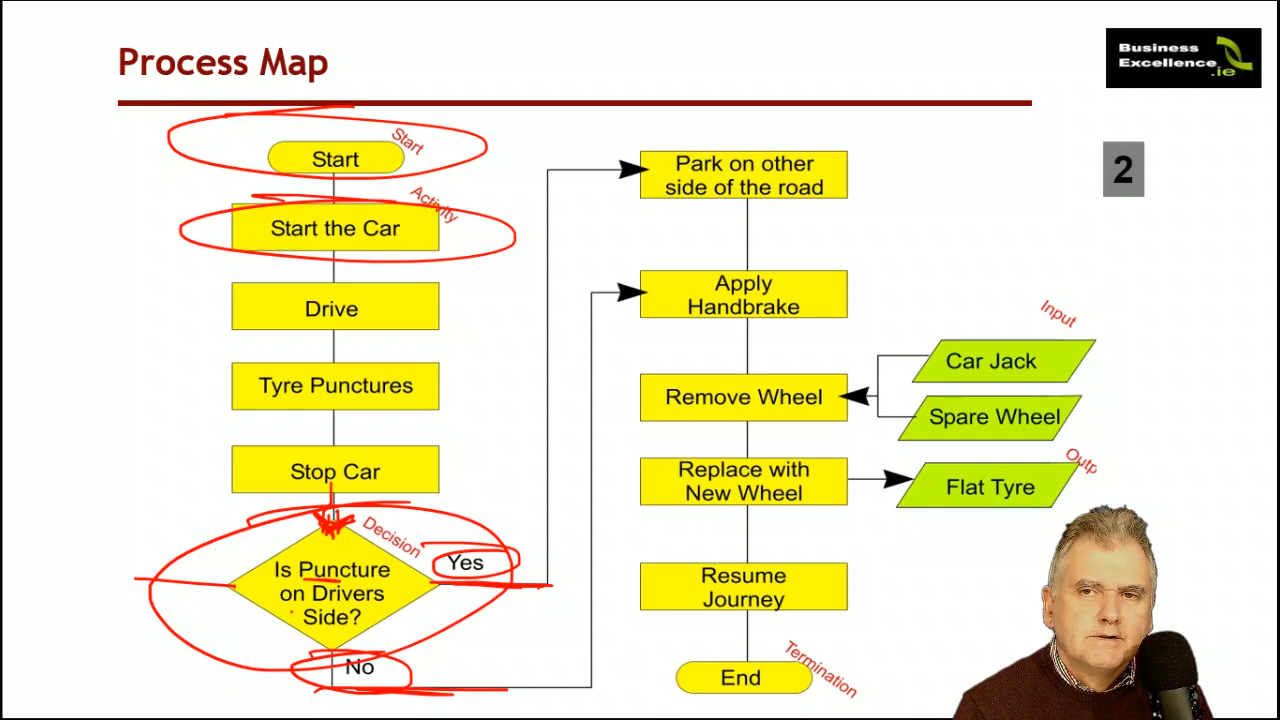 Process Map
Business
Excellence
.ie
2
Start
Start
Activity
Start the Car
Drive
Tyre Punctures
Stop Car
Decision
Is Puncture
on Drivers
Side?
Yes
No
Park on other
side of the road
Apply
Handbrake
Input
Car Jack
Remove Wheel
Spare Wheel
Outp
Replace with
New Wheel
Flat Tyre
Resume
Journey
Termination
End